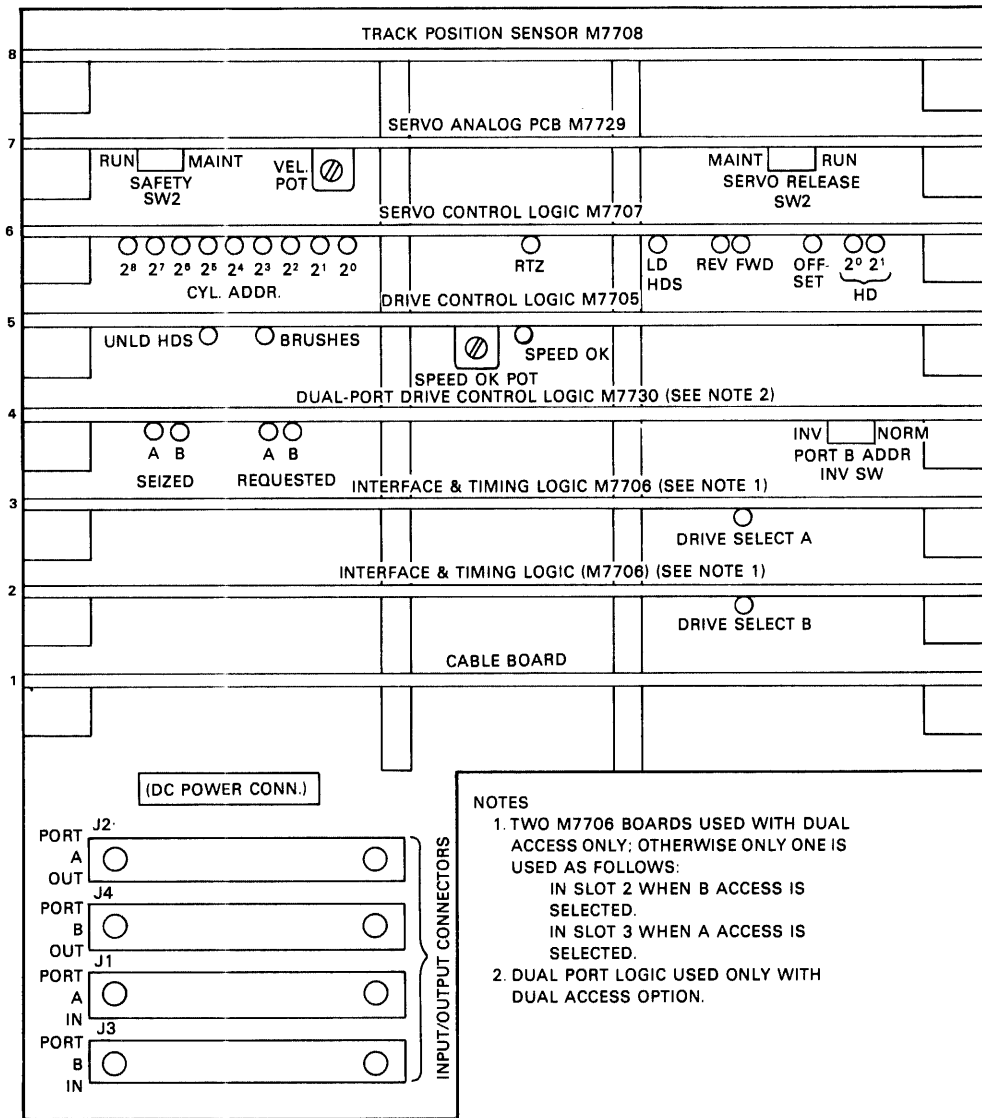 TRACK POSITION SENSOR M7708
8
SERVO ANALOG PCB M7729
7
RUN MAINT
SAFETY
SW2
VEL.
POT
MAINT RUN
SERVO RELEASE
SW2
SERVO CONTROL LOGIC M7707
6
2⁸ 2⁷ 2⁶ 2⁵ 2⁴ 2³ 2² 2¹ 2⁰
CYL. ADDR.
RTZ
LD
HDS
REV FWD
OFF-
SET
2⁰ 2¹
HD
DRIVE CONTROL LOGIC M7705
5
UNLD HDS
BRUSHES
SPEED OK
SPEED OK POT
DUAL-PORT DRIVE CONTROL LOGIC M7730 (SEE NOTE 2)
4
A B
SEIZED
A B
REQUESTED
INV NORM
PORT B ADDR
INV SW
INTERFACE & TIMING LOGIC M7706 (SEE NOTE 1)
3
DRIVE SELECT A
INTERFACE & TIMING LOGIC (M7706) (SEE NOTE 1)
2
DRIVE SELECT B
CABLE BOARD
1
(DC POWER CONN.)
J2
PORT
A
OUT
J4
PORT
B
OUT
J1
PORT
A
IN
J3
PORT
B
IN
INPUT/OUTPUT CONNECTORS
NOTES
1. TWO M7706 BOARDS USED WITH DUAL
ACCESS ONLY; OTHERWISE ONLY ONE IS
USED AS FOLLOWS:
IN SLOT 2 WHEN B ACCESS IS
SELECTED.
IN SLOT 3 WHEN A ACCESS IS
SELECTED.
2. DUAL PORT LOGIC USED ONLY WITH
DUAL ACCESS OPTION.